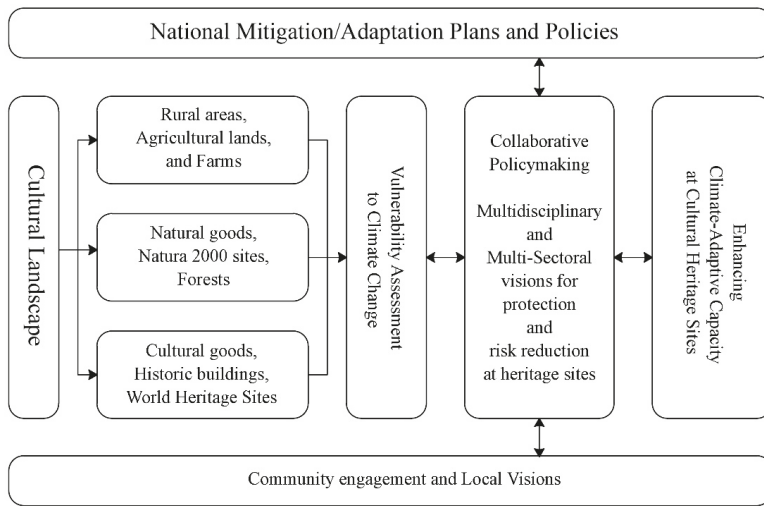 National Mitigation/Adaptation Plans and Policies
Cultural Landscape
Rural areas,
Agricultural lands,
and Farms
Natural goods,
Natura 2000 sites,
Forests
Cultural goods,
Historic buildings,
World Heritage Sites
Vulnerability Assessment
to Climate Change
Collaborative
Policymaking
Multidisciplinary
and
Multi-Sectoral
visions for
protection
and
risk reduction
at heritage sites
Enhancing
Climate-Adaptive Capacity
at Cultural Heritage Sites
Community engagement and Local Visions